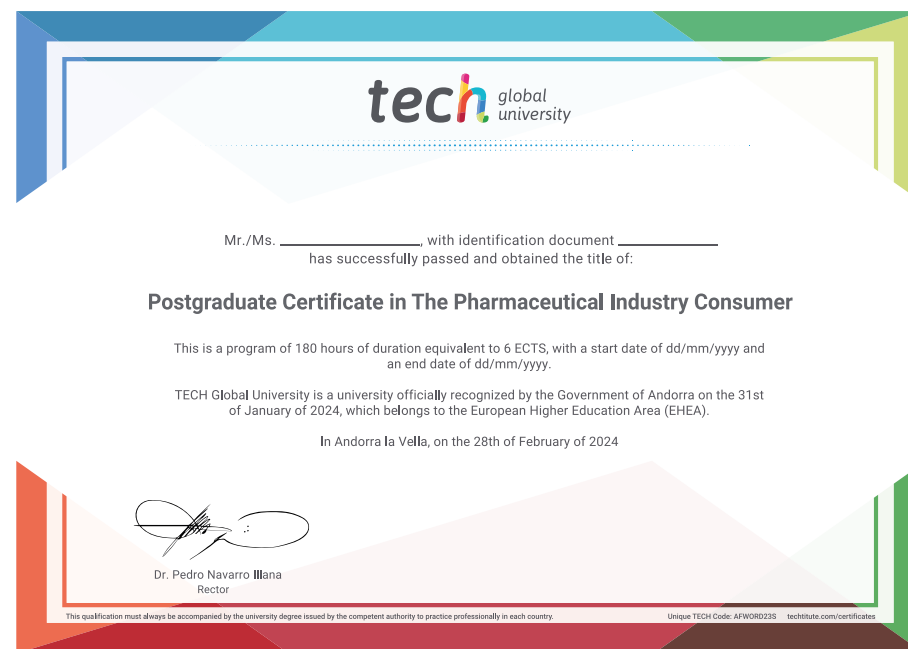 tech global university
Mr./Ms. ____________, with identification document ____________
has successfully passed and obtained the title of:
Postgraduate Certificate in The Pharmaceutical Industry Consumer
This is a program of 180 hours of duration equivalent to 6 ECTS, with a start date of dd/mm/yyyy and
an end date of dd/mm/yyyy.
TECH Global University is a university officially recognized by the Government of Andorra on the 31st
of January of 2024, which belongs to the European Higher Education Area (EHEA).
In Andorra la Vella, on the 28th of February of 2024
Dr. Pedro Navarro Illana
Rector
This qualification must always be accompanied by the university degree issued by the competent authority to practice professionally in each country.
Unique TECH Code: AFWORD23S techtitute.com/certificates